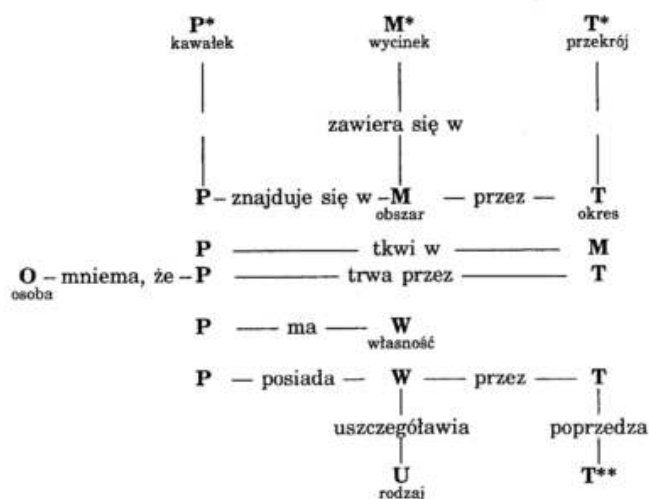 P* M* T*
kawałek wycinek przekrój
zawiera się w
P – znajduje się w – M — przez — T
obszar okres
P — tkwi w — M
O – mniema, że – P — trwa przez — T
osoba
P — ma — W
własność
P — posiada — W — przez — T
uszczegóławia poprzedza
U T**
rodzaj